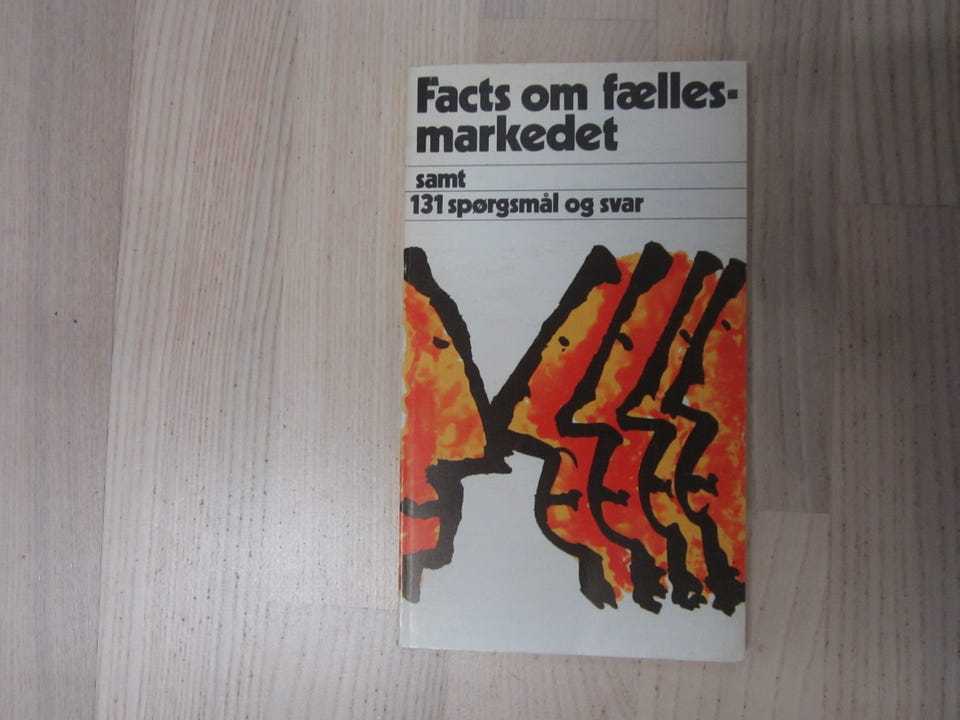 Facts om fælles-
markedet
samt
131 spørgsmål og svar